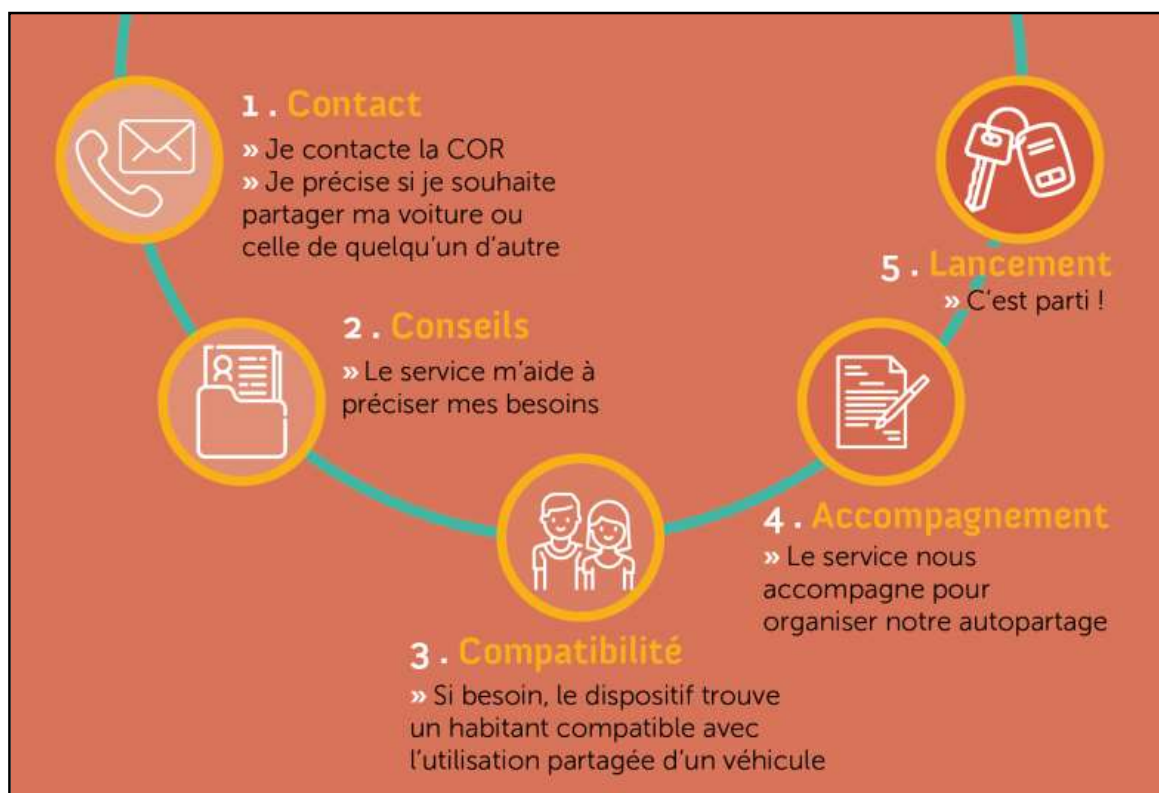 1 . Contact
» Je contacte la COR
» Je précise si je souhaite
partager ma voiture ou
celle de quelqu'un d'autre
2 . Conseils
» Le service m'aide à
préciser mes besoins
3 . Compatibilité
» Si besoin, le dispositif trouve
un habitant compatible avec
l'utilisation partagée d'un véhicule
4 . Accompagnement
» Le service nous
accompagne pour
organiser notre autopartage
5 . Lancement
» C'est parti !